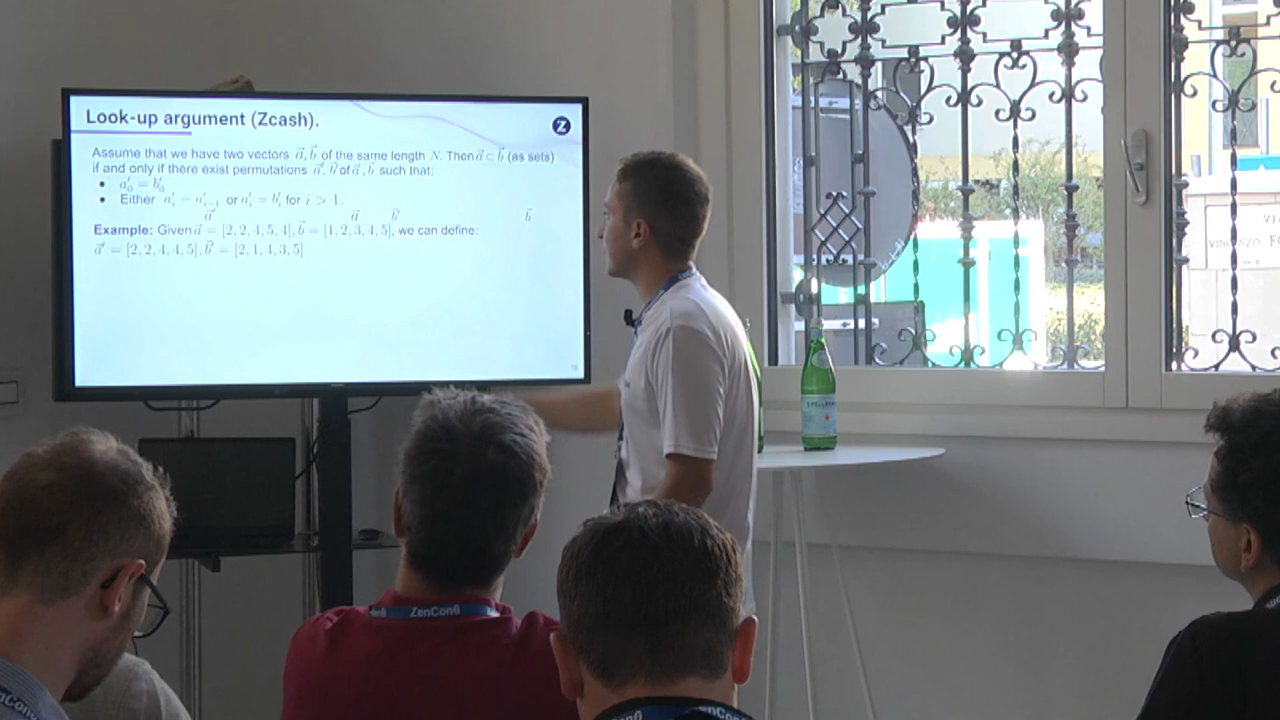 Look-up argument (Zcash).
Z
Assume that we have two vectors a⃗, b⃗ of the same length N. Then a⃗ ⊂ b⃗ (as sets)
if and only if there exist permutations a⃗′, b⃗′ of a⃗, b⃗ such that:
• a′₀ = b′₀
• Either a′ᵢ = a′ᵢ₋₁ or a′ᵢ = b′ᵢ for i > 1.
a⃗′ a⃗ b⃗′ b⃗
Example: Given a⃗ = [2, 2, 4, 5, 4], b⃗ = [1, 2, 3, 4, 5], we can define:
a⃗′ = [2, 2, 4, 4, 5], b⃗′ = [2, 1, 4, 3, 5]
ZenCon6